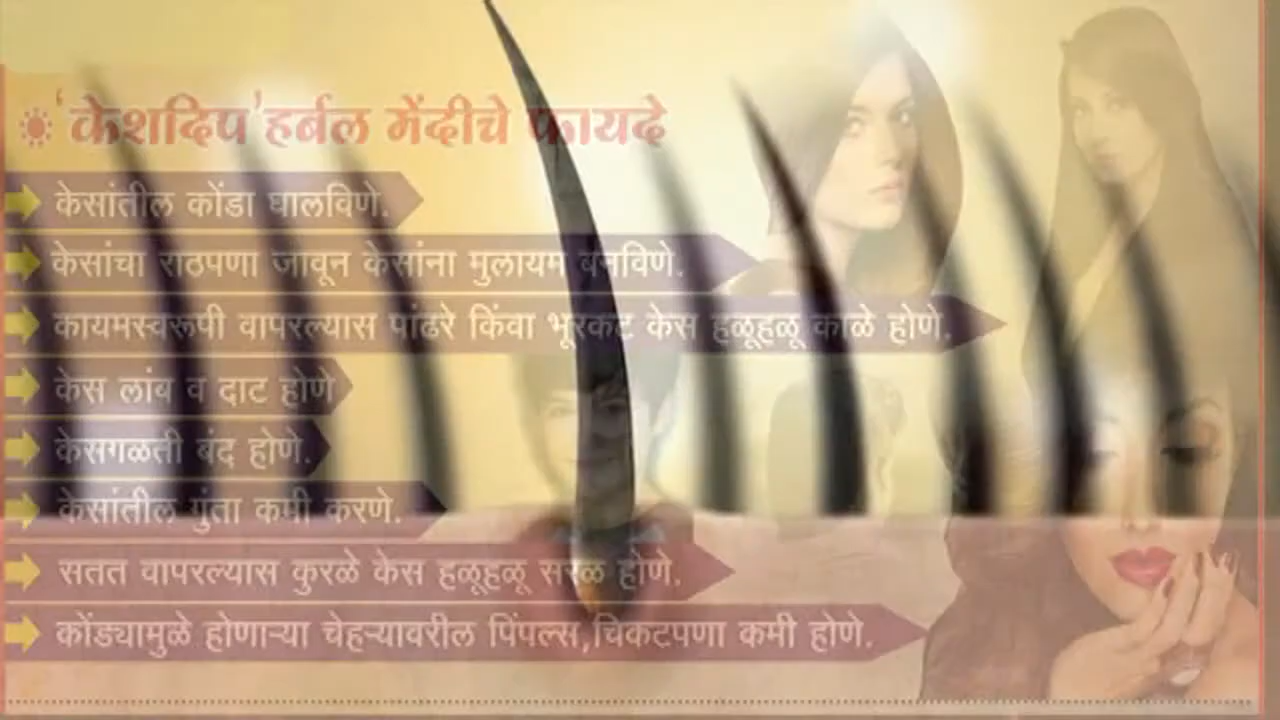 'केशदिप' हर्बल मेंदीचे फायदे
केसांतील कोंडा घालविणे.
केसांचा राठपणा जावून केसांना मुलायम बनविणे.
कायमस्वरूपी वापरल्यास पांढरे किंवा भूरकट केस हळूहळू काळे होणे.
केस लांब व दाट होणे
केसगळती बंद होणे.
केसांतील गुंता कमी करणे.
सतत वापरल्यास कुरळे केस हळूहळू सरळ होणे.
कोंड्यामुळे होणाऱ्या चेहऱ्यावरील पिंपल्स,चिकटपणा कमी होणे.